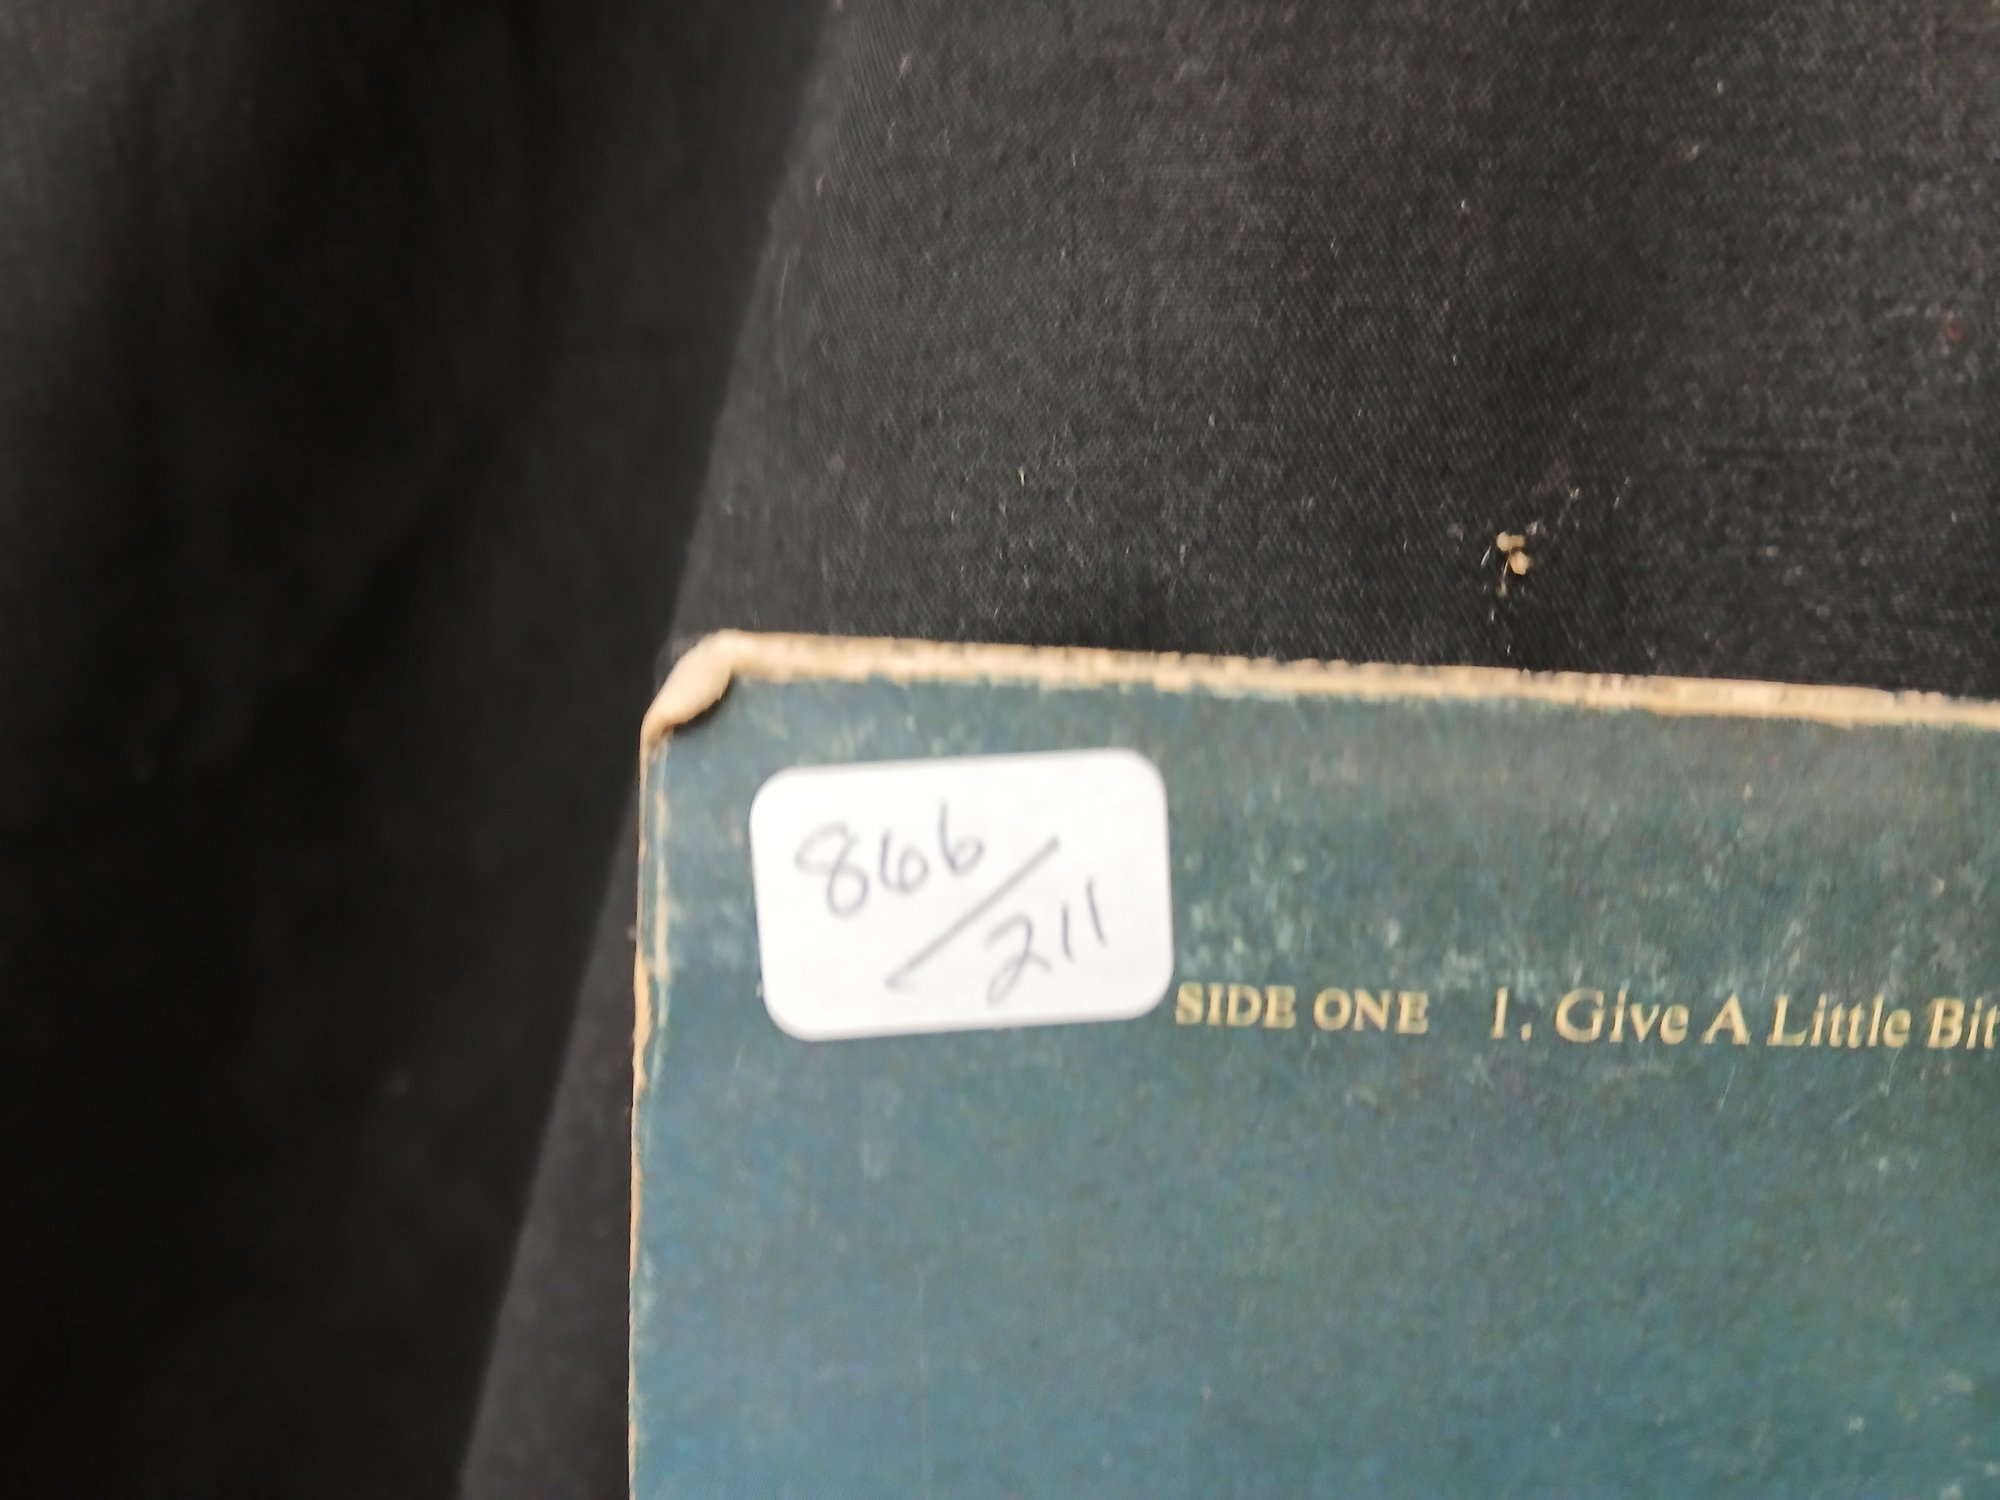 866/211
SIDE ONE 1. Give A Little Bit